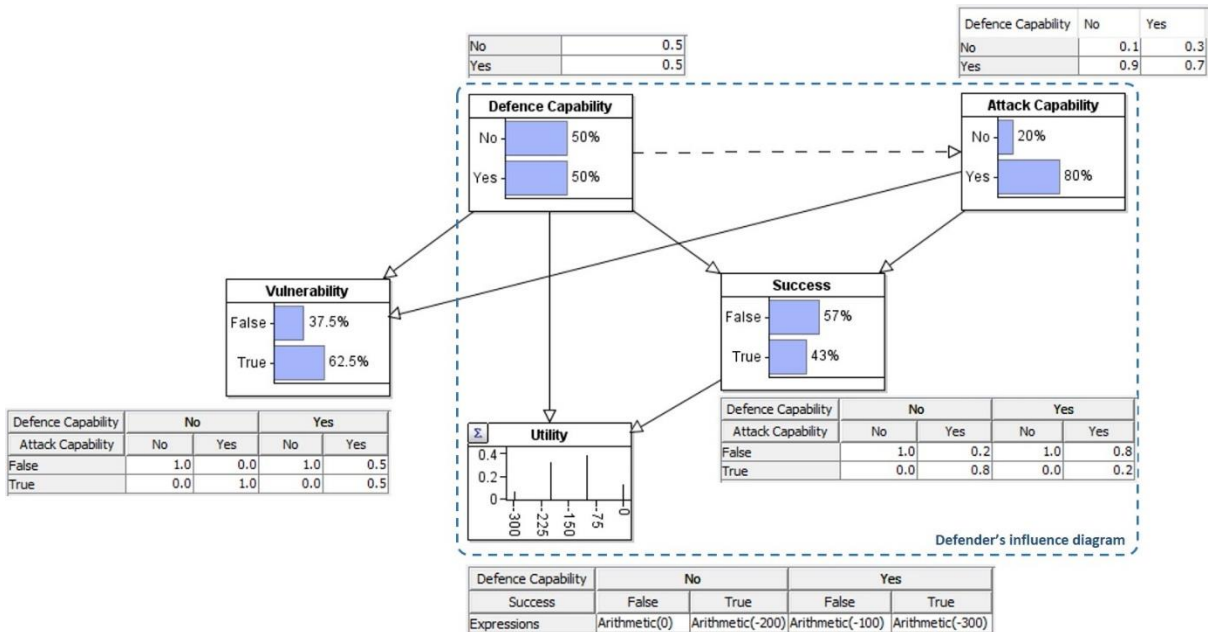 No 0.5
Yes 0.5
Defence Capability No Yes
No 0.1 0.3
Yes 0.9 0.7
Defence Capability
No 50%
Yes 50%
Attack Capability
No 20%
Yes 80%
Vulnerability
False 37.5%
True 62.5%
Success
False 57%
True 43%
Defence Capability No Yes
Attack Capability No Yes No Yes
False 1.0 0.0 1.0 0.5
True 0.0 1.0 0.0 0.5
Σ Utility
0.4
0.2
0
-300
-225
-150
-75
-0
Defence Capability No Yes
Attack Capability No Yes No Yes
False 1.0 0.2 1.0 0.8
True 0.0 0.8 0.0 0.2
Defender's influence diagram
Defence Capability No Yes
Success False True False True
Expressions Arithmetic(0) Arithmetic(-200) Arithmetic(-100) Arithmetic(-300)